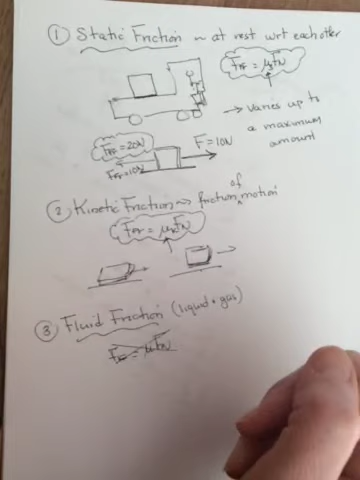 ① Static Friction ~ at rest wrt each other
Ffr = μsFN
→ varies up to
a maximum
amount
Ffr = 20N
F = 10N
Ffr = 10N
② Kinetic Friction ~ friction of motion
Ffr = μkFN
③ Fluid Friction (liquid + gas)
Ffr = μFN